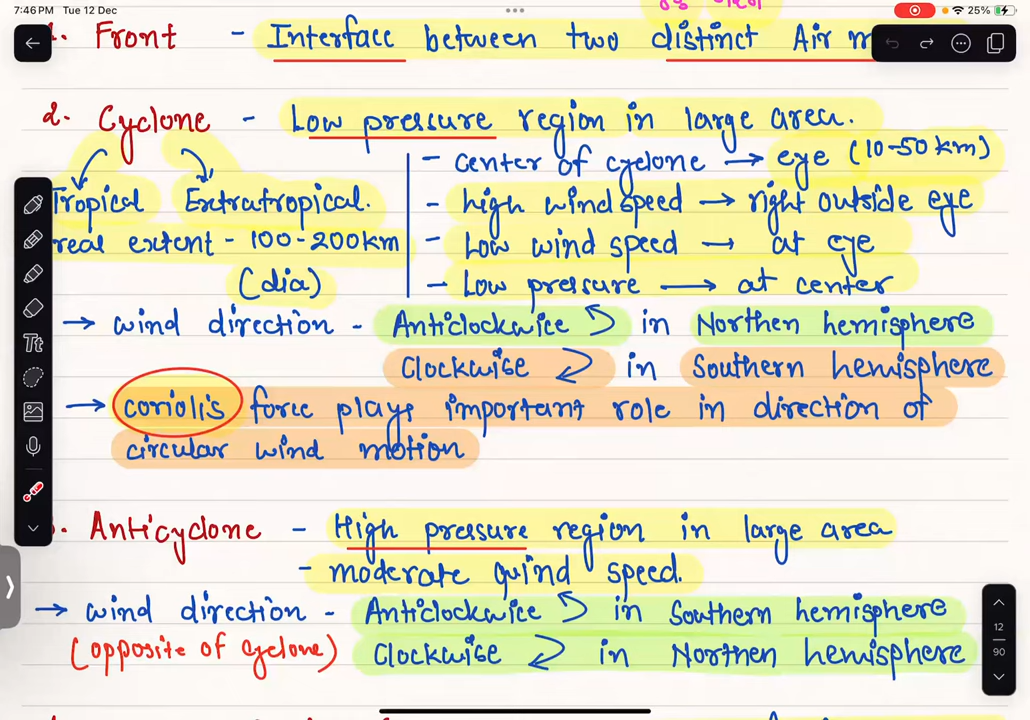 7:46 PM Tue 12 Dec
25%
1. Front - Interface between two distinct Air m
2. Cyclone - Low pressure region in large area.
- center of cyclone → eye (10-50 km)
Tropical Extratropical. - high wind speed → right outside eye
real extent - 100-200km - Low wind speed → at eye
(dia) - Low pressure → at center
→ wind direction - Anticlockwice in Northen hemisphere
Clockwise in Southern hemisphere
→ coriolis force plays important role in direction of
circular wind motion
3. Anticyclone - High pressure region in large area
- moderate wind speed.
→ wind direction - Anticlockwice in Southern hemisphere
(opposite of cyclone) Clockwise in Northen hemisphere
Tt
12
90